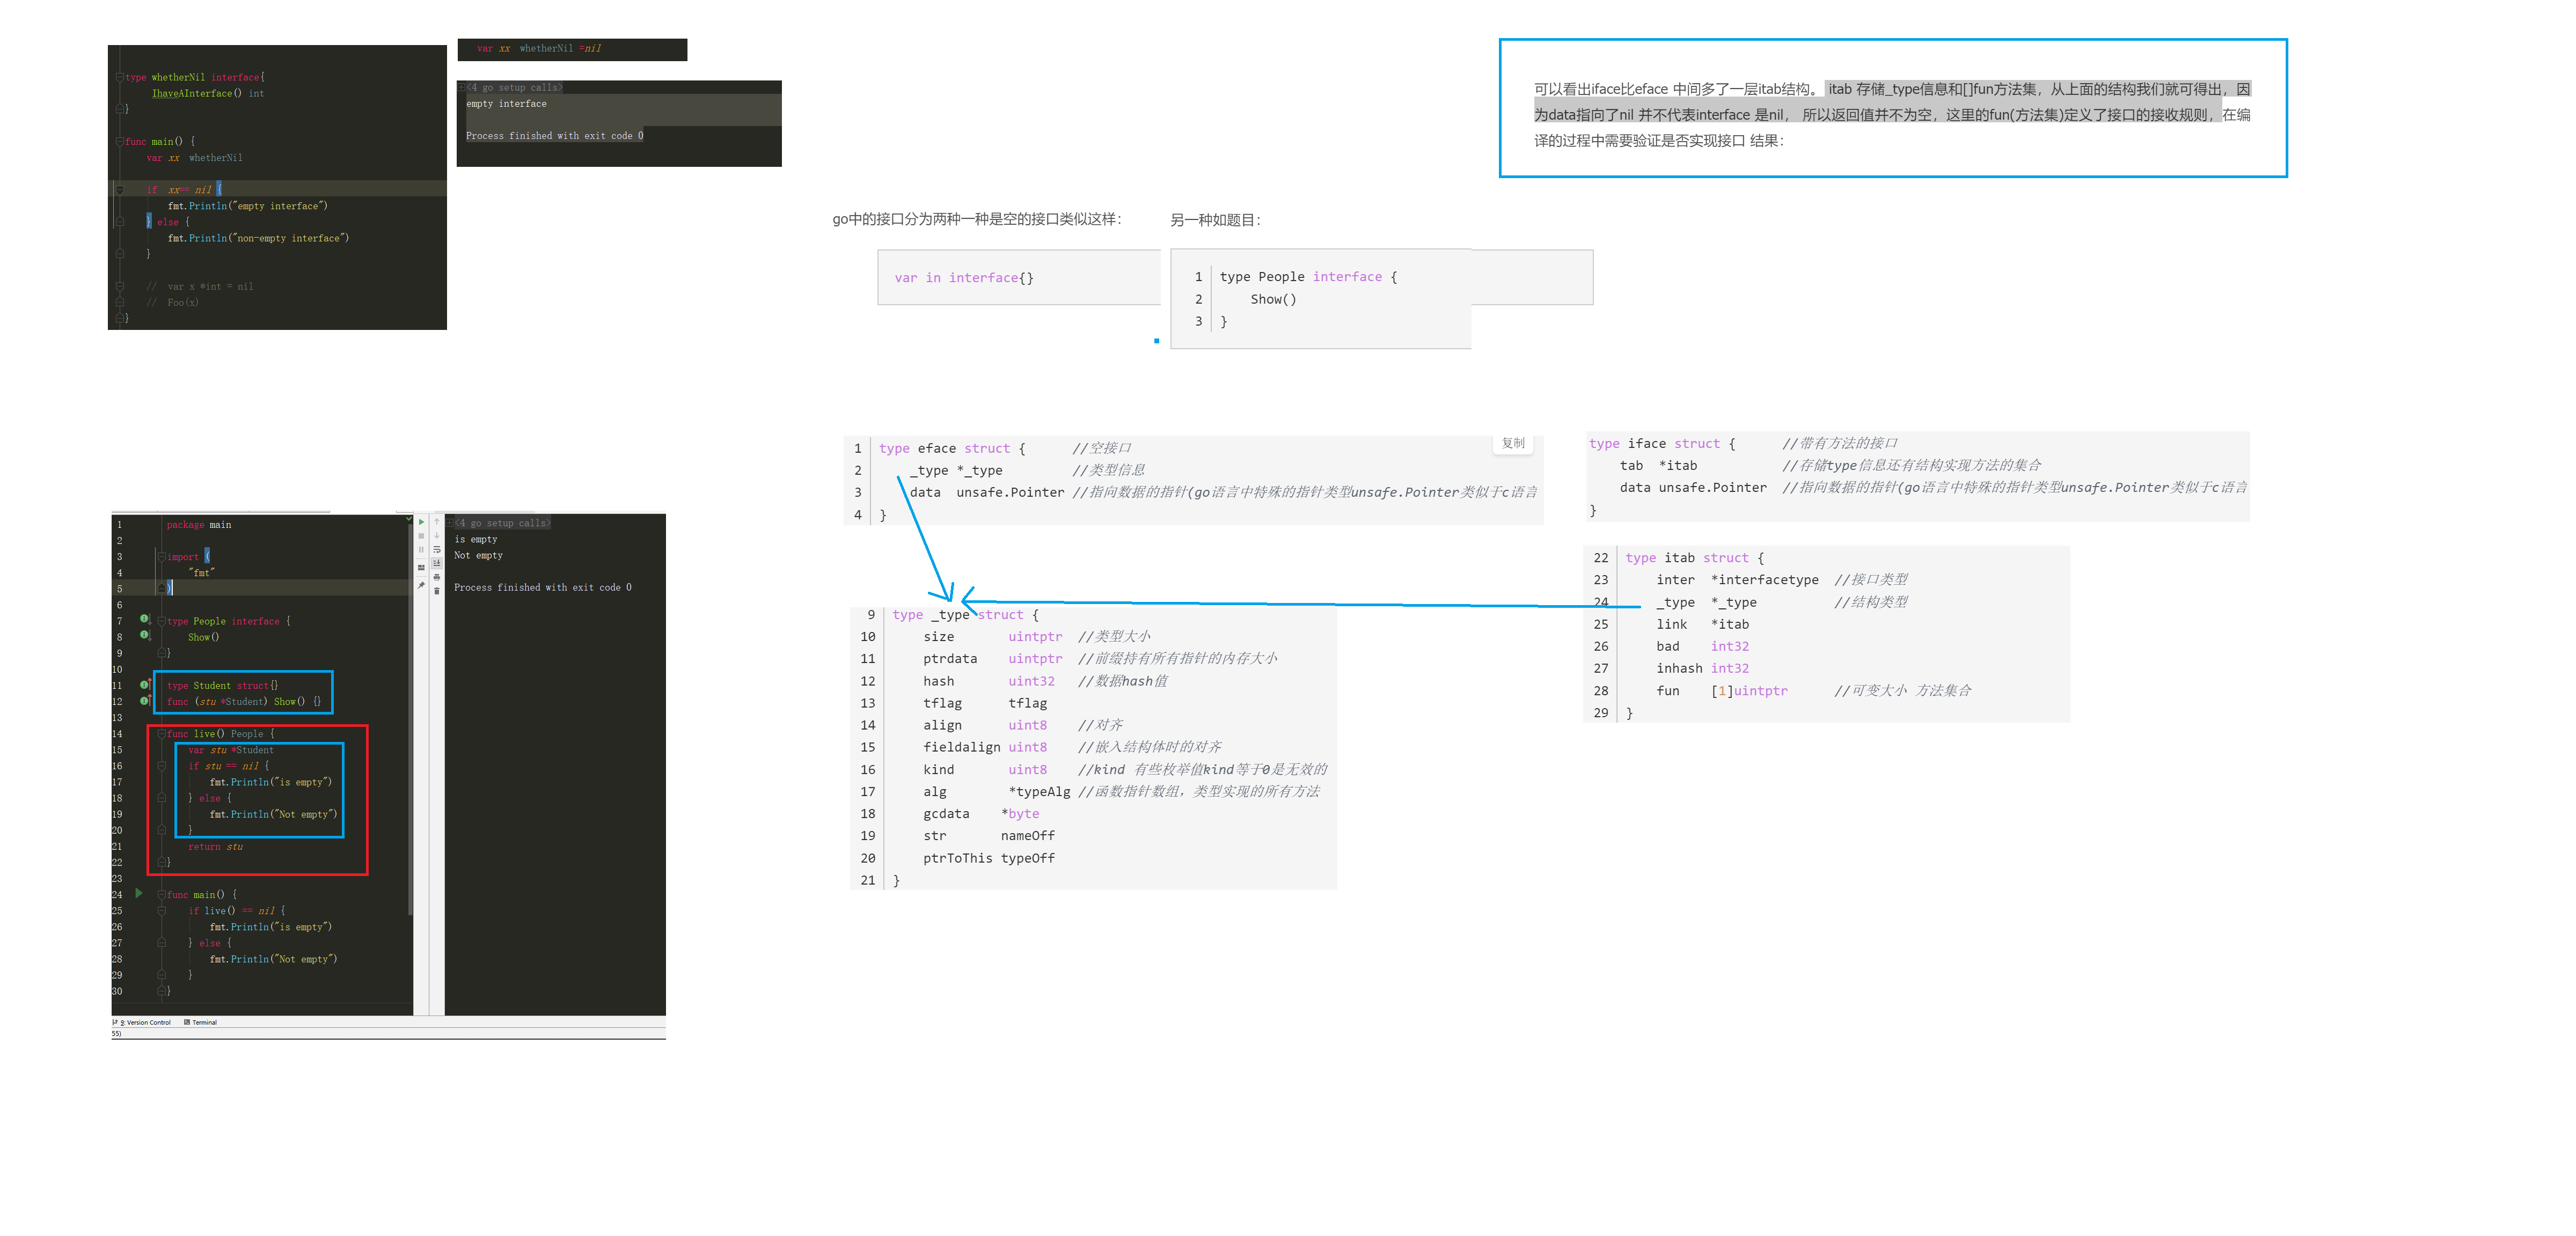 type whetherNil interface{
IhaveAInterface() int
}
func main() {
var xx  whetherNil
if  xx== nil {
fmt.Println("empty interface")
} else {
fmt.Println("non-empty interface")
}
//  var x *int = nil
//  Foo(x)
}
var xx  whetherNil =nil
<4 go setup calls>
empty interface
Process finished with exit code 0
可以看出iface比eface 中间多了一层itab结构。 itab 存储_type信息和[]fun方法集，从上面的结构我们就可得出，因
为data指向了nil 并不代表interface 是nil， 所以返回值并不为空，这里的fun(方法集)定义了接口的接收规则，在编
译的过程中需要验证是否实现接口 结果：
go中的接口分为两种一种是空的接口类似这样：
var in interface{}
另一种如题目：
1 type People interface {
2     Show()
3 }
1 type eface struct {      //空接口
2     _type *_type         //类型信息
3     data  unsafe.Pointer //指向数据的指针(go语言中特殊的指针类型unsafe.Pointer类似于c语言
4 }
复制
type iface struct {      //带有方法的接口
tab  *itab           //存储type信息还有结构实现方法的集合
data unsafe.Pointer  //指向数据的指针(go语言中特殊的指针类型unsafe.Pointer类似于c语言
}
9 type _type struct {
10     size       uintptr  //类型大小
11     ptrdata    uintptr  //前缀持有所有指针的内存大小
12     hash       uint32   //数据hash值
13     tflag      tflag
14     align      uint8    //对齐
15     fieldalign uint8    //嵌入结构体时的对齐
16     kind       uint8    //kind 有些枚举值kind等于0是无效的
17     alg        *typeAlg //函数指针数组，类型实现的所有方法
18     gcdata    *byte
19     str       nameOff
20     ptrToThis typeOff
21 }
22 type itab struct {
23     inter  *interfacetype  //接口类型
24     _type  *_type          //结构类型
25     link   *itab
26     bad    int32
27     inhash int32
28     fun    [1]uintptr      //可变大小 方法集合
29 }
1 package main
2
3 import (
4 "fmt"
5 )
6
7 type People interface {
8 Show()
9 }
10
11 type Student struct{}
12 func (stu *Student) Show() {}
13
14 func live() People {
15 var stu *Student
16 if stu == nil {
17 fmt.Println("is empty")
18 } else {
19 fmt.Println("Not empty")
20 }
21 return stu
22 }
23
24 func main() {
25 if live() == nil {
26 fmt.Println("is empty")
27 } else {
28 fmt.Println("Not empty")
29 }
30 }
<4 go setup calls>
is empty
Not empty
Process finished with exit code 0
9: Version Control  Terminal
55)